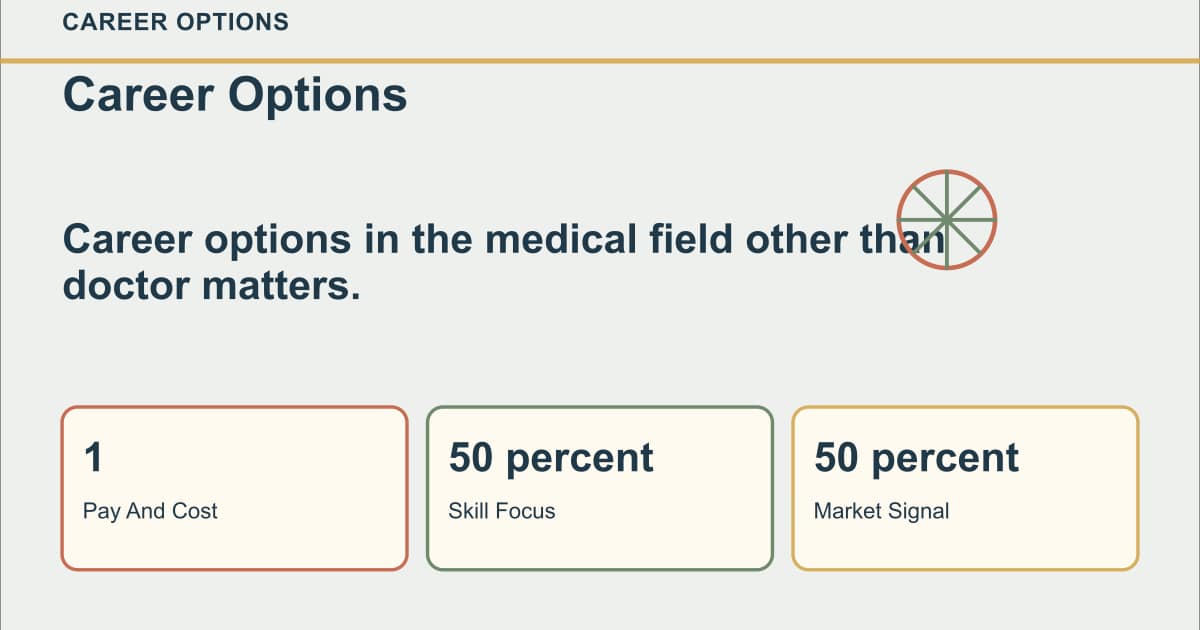 CAREER OPTIONS
Career Options
Career options in the medical field other than
doctor matters.
1
Pay And Cost
50 percent
Skill Focus
50 percent
Market Signal